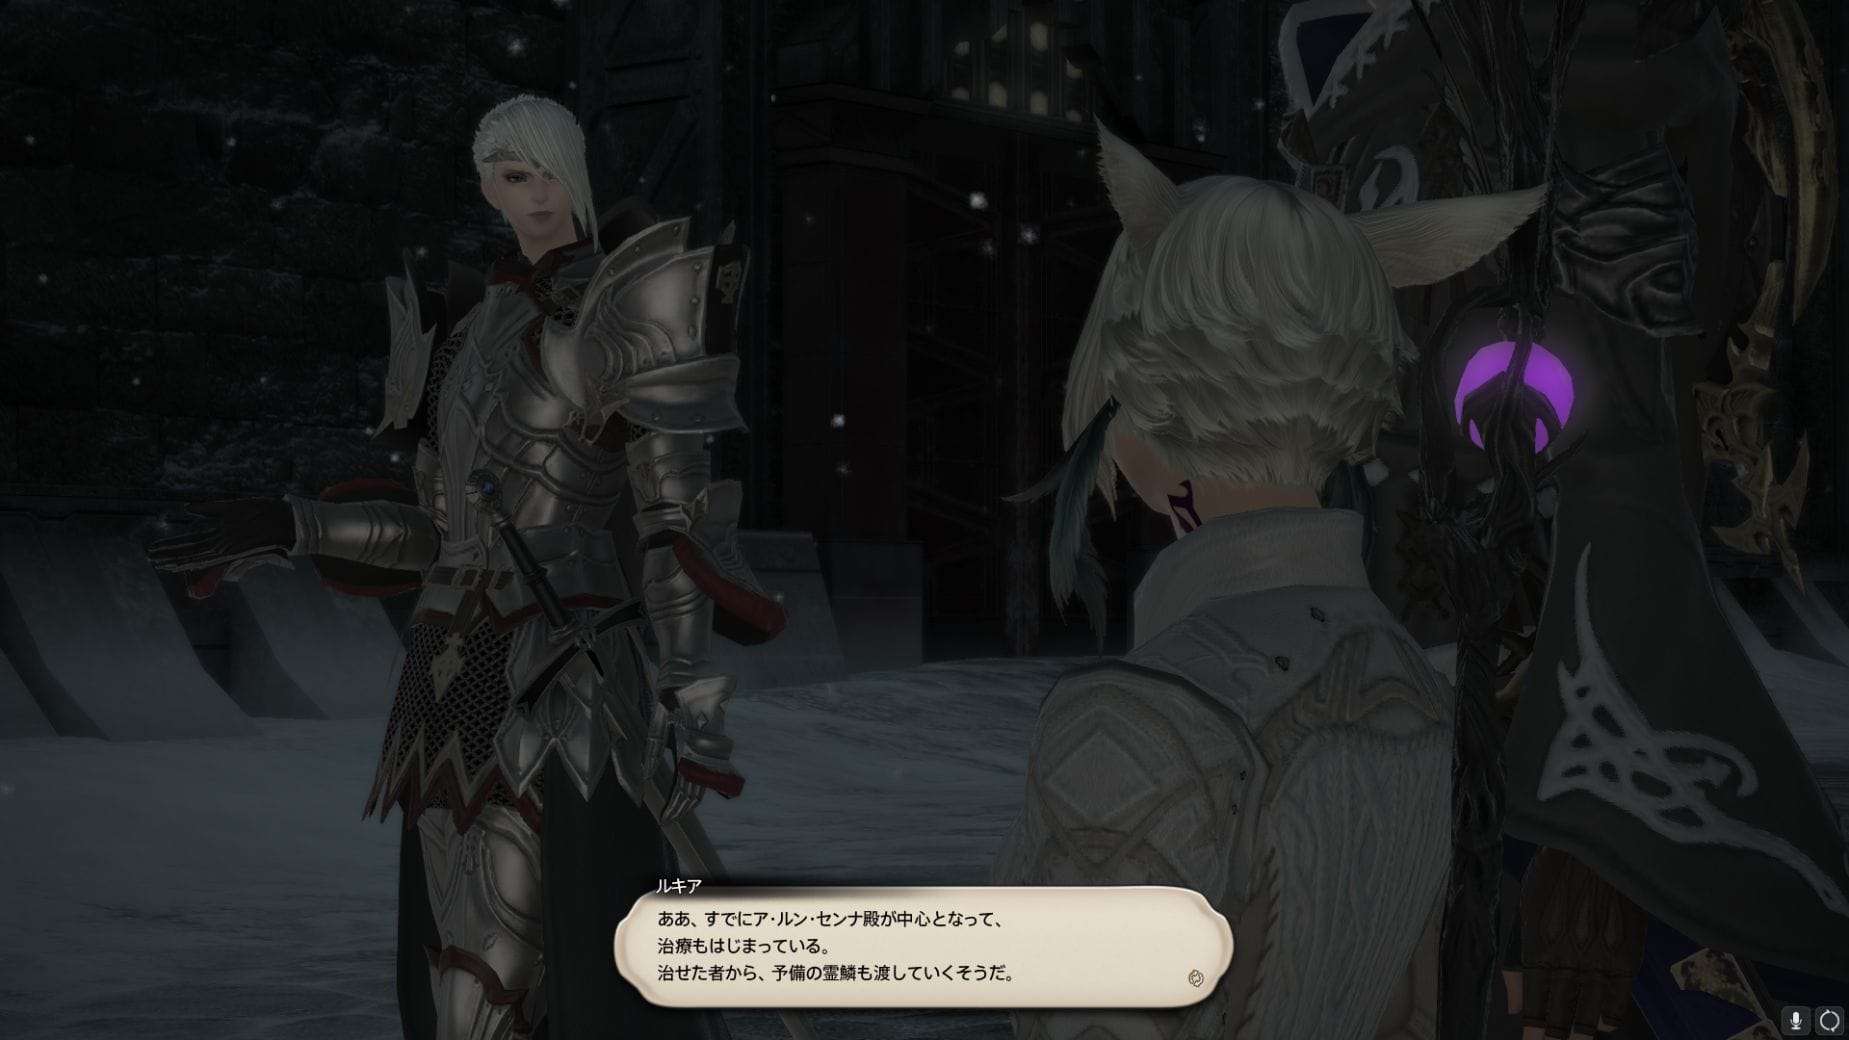 ルキア
ああ、すでにア・ルン・センナ殿が中心となって、
治療もはじまっている。
治せた者から、予備の霊鱗も渡していくそうだ。